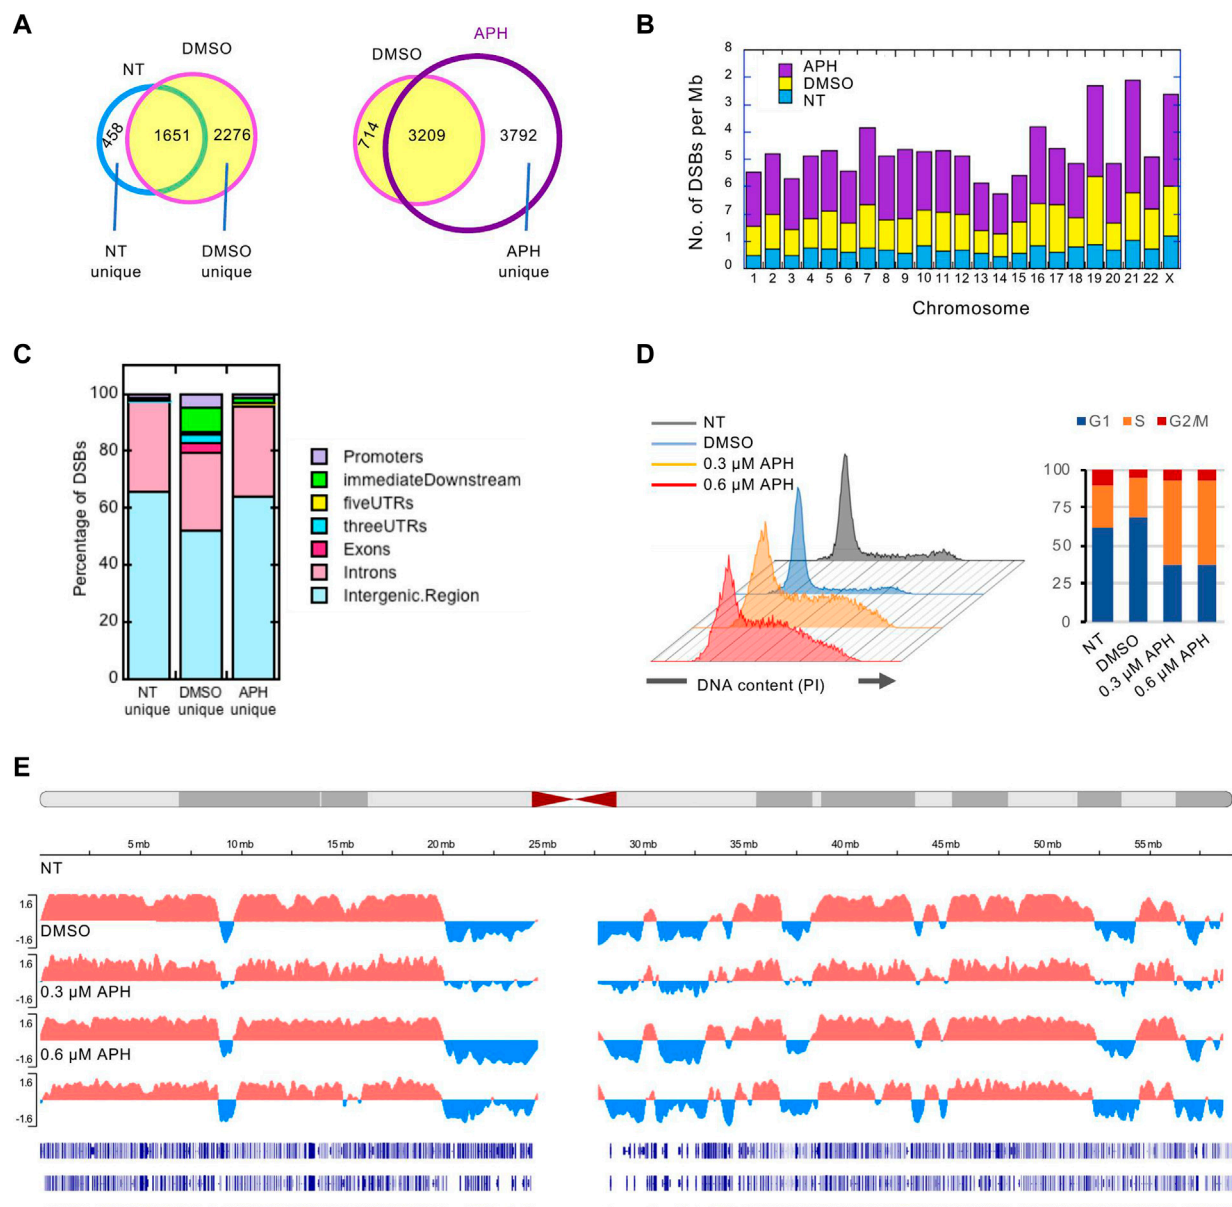 A
NT
DMSO
458
1651
2276
NT
unique
DMSO
unique
DMSO
APH
714
3209
3792
APH
unique
B
No. of DSBs per Mb
8
2
3
4
5
6
7
1
0
APH
DMSO
NT
1 2 3 4 5 6 7 8 9 10 11 12 13 14 15 16 17 18 19 20 21 22 X
Chromosome
C
Percentage of DSBs
100
80
60
40
20
0
NT
unique
DMSO
unique
APH
unique
Promoters
immediateDownstream
fiveUTRs
threeUTRs
Exons
Introns
Intergenic.Region
D
NT
DMSO
0.3 µM APH
0.6 µM APH
DNA content (PI)
G1 S G2/M
100
75
50
25
0
NT
DMSO
0.3 µM APH
0.6 µM APH
E
5 mb 10 mb 15 mb 20 mb 25 mb 30 mb 35 mb 40 mb 45 mb 50 mb 55 mb
NT
1.6
-1.6
DMSO
1.6
-1.6
0.3 µM APH
1.6
-1.6
0.6 µM APH
1.6
-1.6